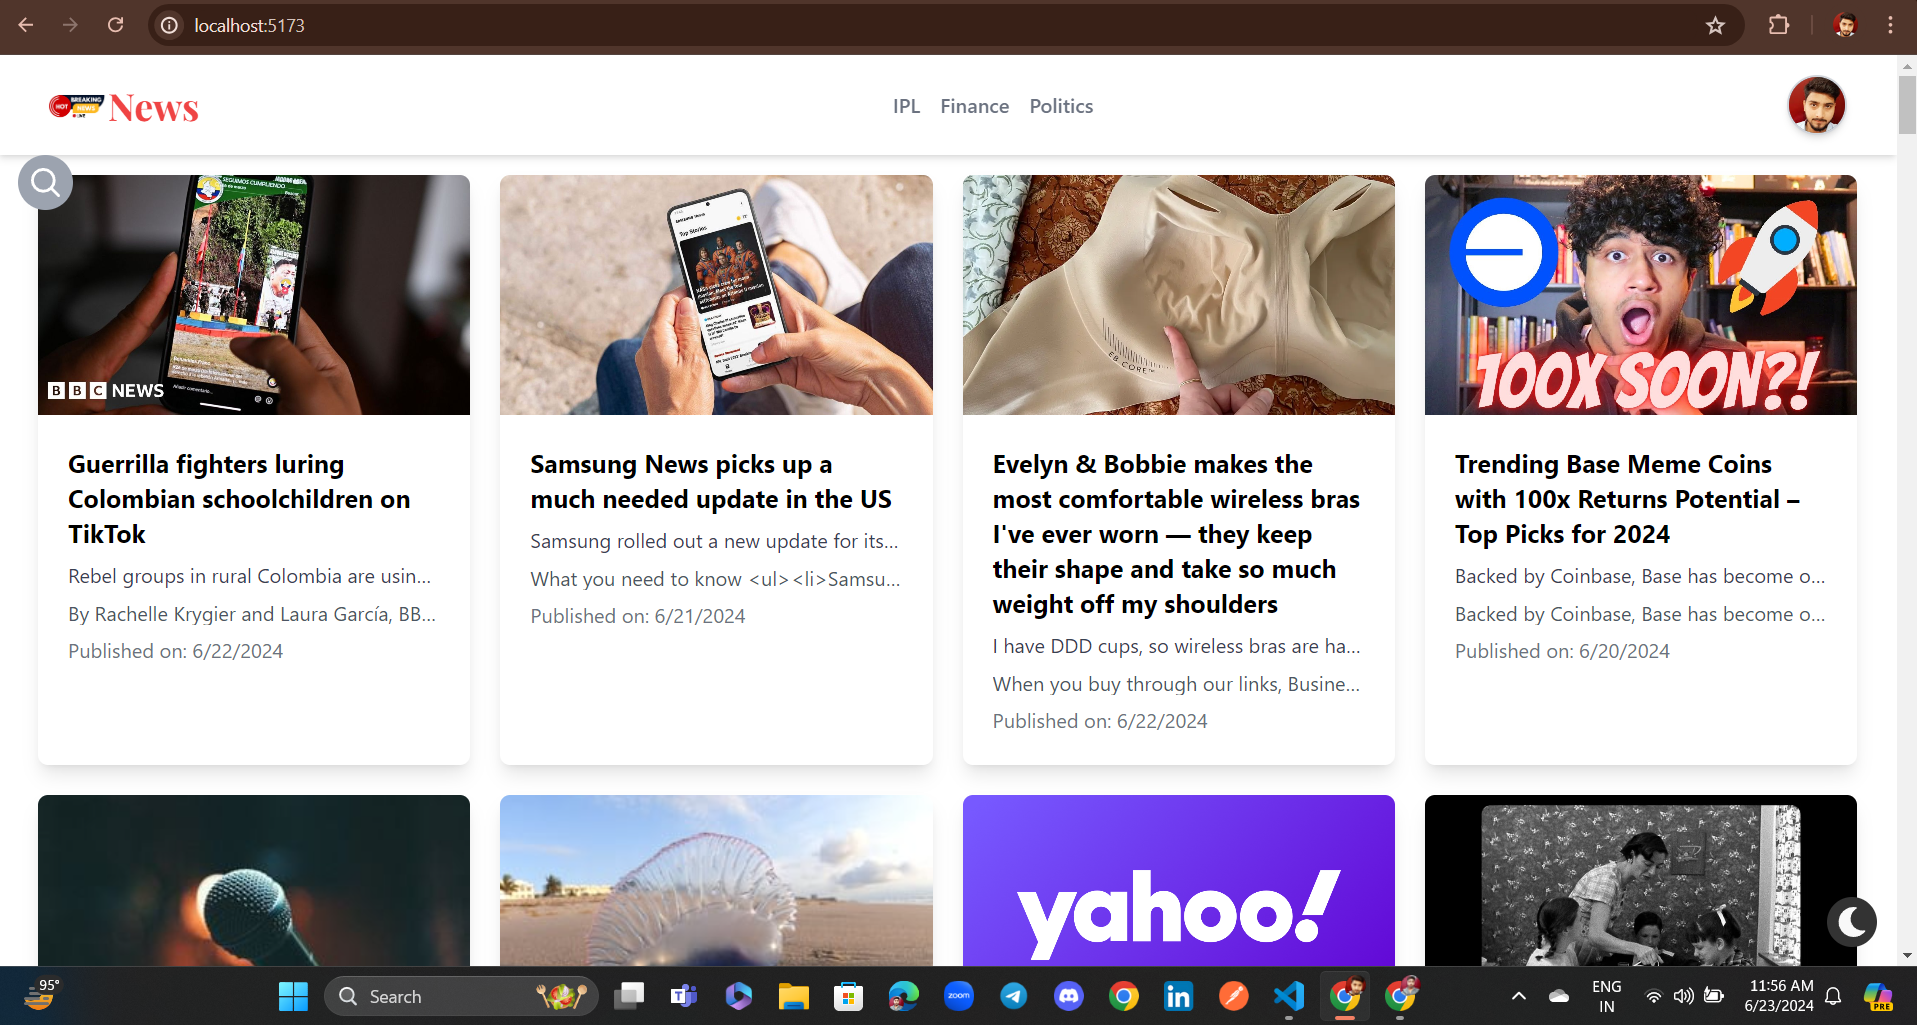 localhost:5173
HOT BREAKING NEWS
News
IPL Finance Politics
SEGUIMOS CUMPLIENDO
BBC NEWS
Guerrilla fighters luring
Colombian schoolchildren on
TikTok
Rebel groups in rural Colombia are usin...
By Rachelle Krygier and Laura García, BB...
Published on: 6/22/2024
Top Stories
Samsung News picks up a
much needed update in the US
Samsung rolled out a new update for its...
What you need to know <ul><li>Samsu...
Published on: 6/21/2024
EB CORE™
Evelyn & Bobbie makes the
most comfortable wireless bras
I've ever worn — they keep
their shape and take so much
weight off my shoulders
I have DDD cups, so wireless bras are ha...
When you buy through our links, Busine...
Published on: 6/22/2024
100X SOON?!
Trending Base Meme Coins
with 100x Returns Potential –
Top Picks for 2024
Backed by Coinbase, Base has become o...
Backed by Coinbase, Base has become o...
Published on: 6/20/2024
yahoo!
95°
Search
zoom
ENG
IN
11:56 AM
6/23/2024
PRE